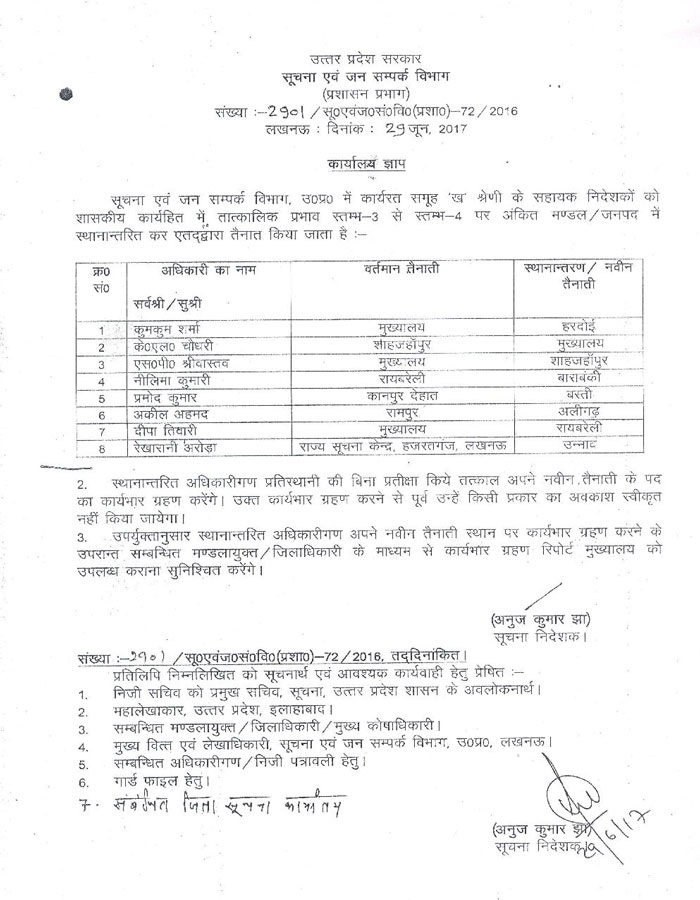 उत्तर प्रदेश सरकार
सूचना एवं जन सम्पर्क विभाग
(प्रशासन प्रभाग)
संख्या :-2901/सू0एवंज0सं0वि0(प्रशा0)-72/2016
लखनऊ : दिनांक : 29 जून, 2017
कार्यालय ज्ञाप
सूचना एवं जन सम्पर्क विभाग, उ0प्र0 में कार्यरत समूह 'ख' श्रेणी के सहायक निदेशकों को
शासकीय कार्यहित में तात्कालिक प्रभाव स्तम्भ-3 से स्तम्भ-4 पर अंकित मण्डल/जनपद में
स्थानान्तरित कर एतद्द्वारा तैनात किया जाता है :-
क्र0 सं0 अधिकारी का नाम सर्वश्री/सुश्री वर्तमान तैनाती स्थानान्तरण/ नवीन तैनाती
1 कुमकुम शर्मा मुख्यालय हरदोई
2 के0एल0 चौधरी शाहजहाँपुर मुख्यालय
3 एस0पी0 श्रीवास्तव मुख्यालय शाहजहाँपुर
4 नीलिमा कुमारी रायबरेली बाराबंकी
5 प्रमोद कुमार कानपुर देहात बस्ती
6 अकील अहमद रामपुर अलीगढ़
7 दीपा तिवारी मुख्यालय रायबरेली
8 रेखारानी अरोड़ा राज्य सूचना केन्द्र, हजरतगंज, लखनऊ उन्नाव
2. स्थानान्तरित अधिकारीगण प्रतिस्थानी की बिना प्रतीक्षा किये तत्काल अपने नवीन तैनाती के पद
का कार्यभार ग्रहण करेंगे। उक्त कार्यभार ग्रहण करने से पूर्व उन्हें किसी प्रकार का अवकाश स्वीकृत
नहीं किया जायेगा।
3. उपर्युक्तानुसार स्थानान्तरित अधिकारीगण अपने नवीन तैनाती स्थान पर कार्यभार ग्रहण करने के
उपरान्त सम्बन्धित मण्डलायुक्त/जिलाधिकारी के माध्यम से कार्यभार ग्रहण रिपोर्ट मुख्यालय को
उपलब्ध कराना सुनिश्चित करेंगे।
(अनुज कुमार झा)
सूचना निदेशक।
संख्या :-2901/सू0एवंज0सं0वि0(प्रशा0)-72/2016, तद्दिनांकित।
प्रतिलिपि निम्नलिखित को सूचनार्थ एवं आवश्यक कार्यवाही हेतु प्रेषित :-
1. निजी सचिव को प्रमुख सचिव, सूचना, उत्तर प्रदेश शासन के अवलोकनार्थ।
2. महालेखाकार, उत्तर प्रदेश, इलाहाबाद।
3. सम्बन्धित मण्डलायुक्त/जिलाधिकारी/मुख्य कोषाधिकारी।
4. मुख्य वित्त एवं लेखाधिकारी, सूचना एवं जन सम्पर्क विभाग, उ0प्र0, लखनऊ।
5. सम्बन्धित अधिकारीगण/निजी पत्रावली हेतु।
6. गार्ड फाइल हेतु।
7. संबंधित जिला सूचना कार्यालय
(अनुज कुमार झा)
सूचना निदेशक
29/6/17